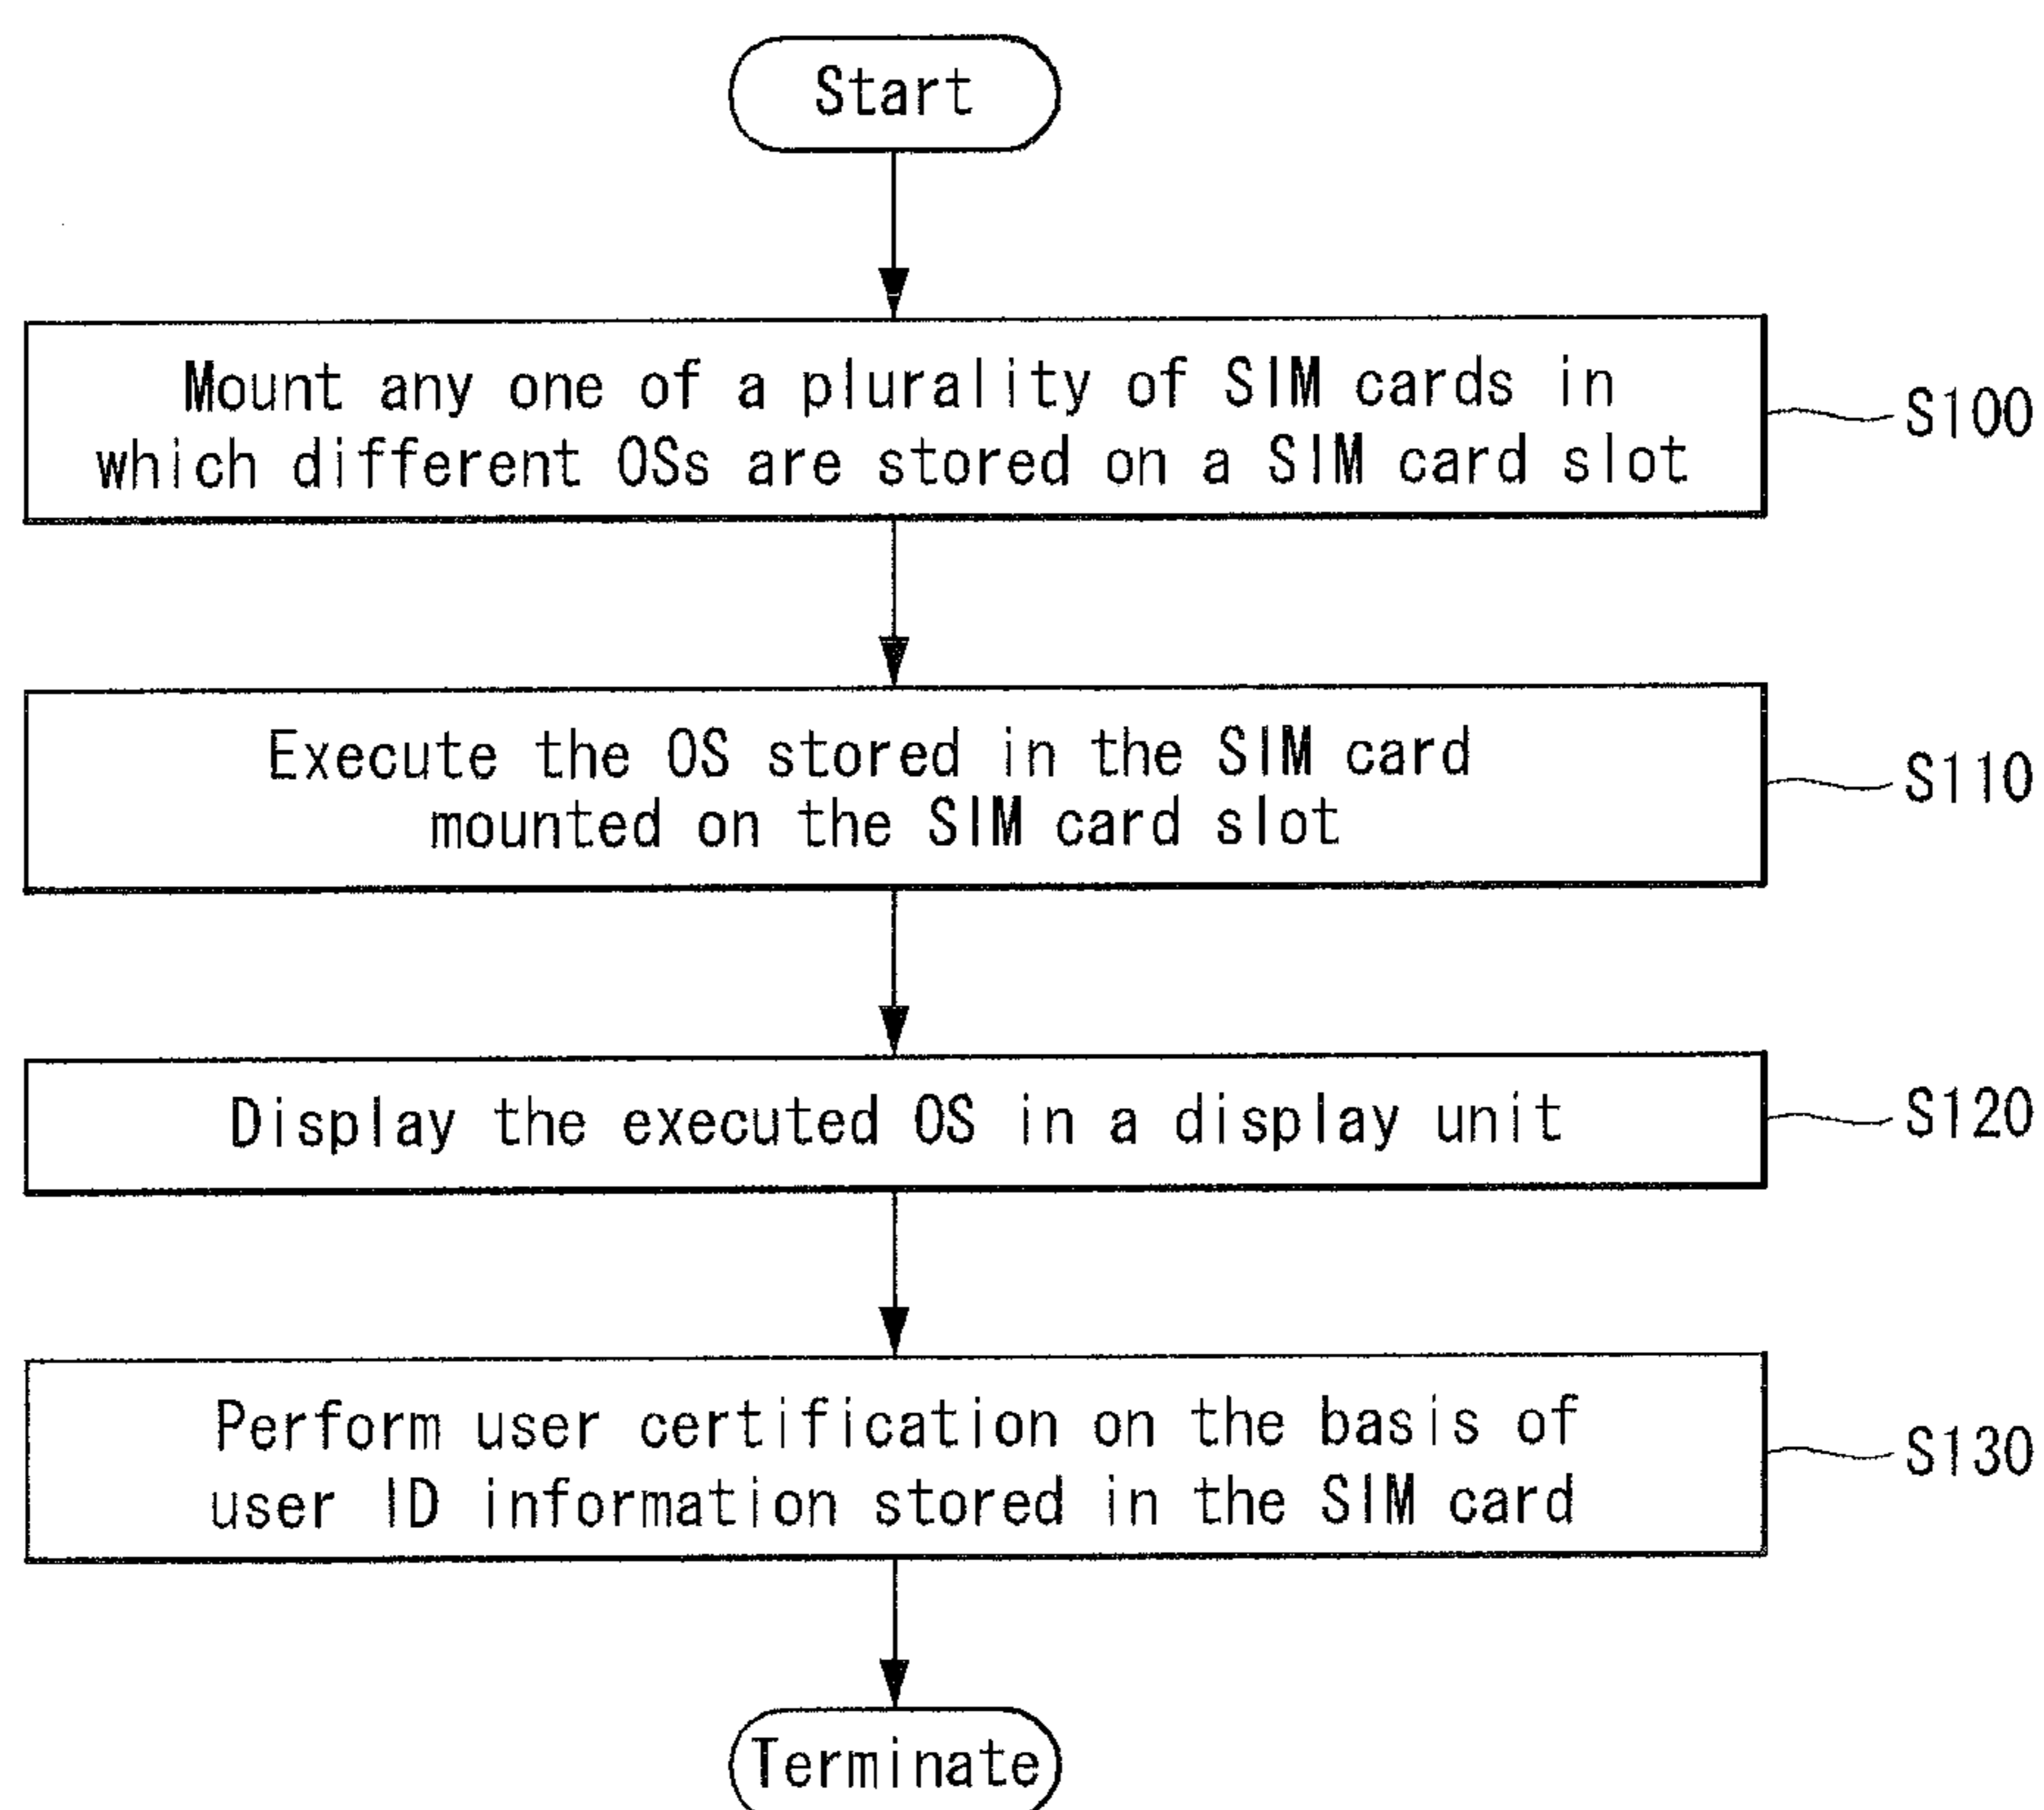 Start
Mount any one of a plurality of SIM cards in
which different OSs are stored on a SIM card slot
S100
Execute the OS stored in the SIM card
mounted on the SIM card slot
S110
Display the executed OS in a display unit
S120
Perform user certification on the basis of
user ID information stored in the SIM card
S130
Terminate